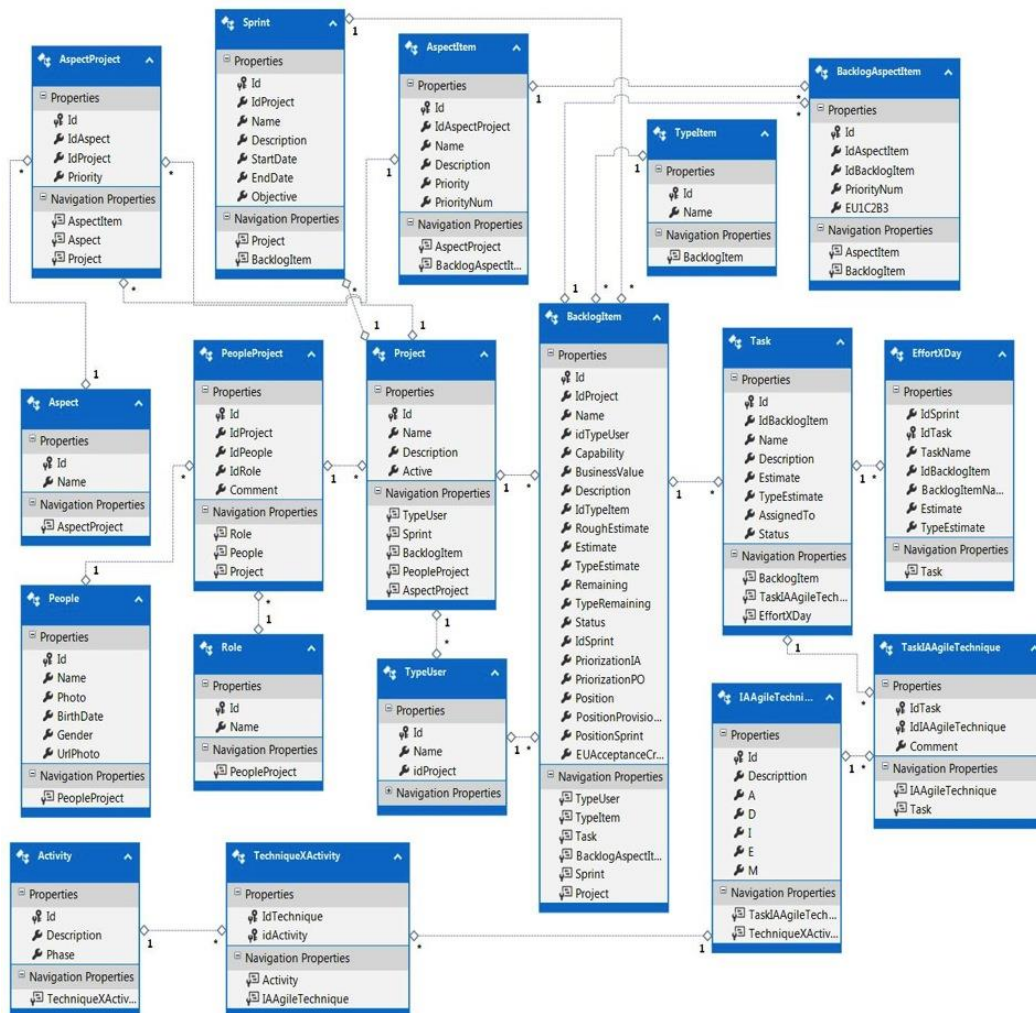 AspectProject
Properties
Id
IdAspect
IdProject
Priority
Navigation Properties
AspectItem
Aspect
Project
Sprint
Properties
Id
IdProject
Name
Description
StartDate
EndDate
Objective
Navigation Properties
Project
BacklogItem
AspectItem
Properties
Id
IdAspectProject
Name
Description
Priority
PriorityNum
Navigation Properties
AspectProject
BacklogAspectIt...
TypeItem
Properties
Id
Name
Navigation Properties
BacklogItem
BacklogAspectItem
Properties
Id
IdAspectItem
IdBacklogItem
PriorityNum
EU1C2B3
Navigation Properties
AspectItem
BacklogItem
Aspect
Properties
Id
Name
Navigation Properties
AspectProject
PeopleProject
Properties
Id
IdProject
IdPeople
IdRole
Comment
Navigation Properties
Role
People
Project
Project
Properties
Id
Name
Description
Active
Navigation Properties
TypeUser
Sprint
BacklogItem
PeopleProject
AspectProject
BacklogItem
Properties
Id
IdProject
Name
idTypeUser
Capability
BusinessValue
Description
IdTypeItem
RoughEstimate
Estimate
TypeEstimate
Remaining
TypeRemaining
Status
IdSprint
PriorizationIA
PriorizationPO
Position
PositionProvisio...
PositionSprint
EUAcceptanceCr...
Navigation Properties
TypeUser
TypeItem
Task
BacklogAspectIt...
Sprint
Project
Task
Properties
Id
IdBacklogItem
Name
Description
Estimate
TypeEstimate
AssignedTo
Status
Navigation Properties
BacklogItem
TaskIAAgileTech...
EffortXDay
EffortXDay
Properties
IdSprint
IdTask
TaskName
IdBacklogItem
BacklogItemNa...
Estimate
TypeEstimate
Navigation Properties
Task
People
Properties
Id
Name
Photo
BirthDate
Gender
UrlPhoto
Navigation Properties
PeopleProject
Role
Properties
Id
Name
Navigation Properties
PeopleProject
TypeUser
Properties
Id
Name
idProject
Navigation Properties
IAAgileTechni...
Properties
Id
Descripttion
A
D
I
E
M
Navigation Properties
TaskIAAgileTech...
TechniqueXActiv...
TaskIAAgileTechnique
Properties
IdTask
IdIAAgileTechnique
Comment
Navigation Properties
IAAgileTechnique
Task
Activity
Properties
Id
Description
Phase
Navigation Properties
TechniqueXActiv...
TechniqueXActivity
Properties
IdTechnique
idActivity
Navigation Properties
Activity
IAAgileTechnique